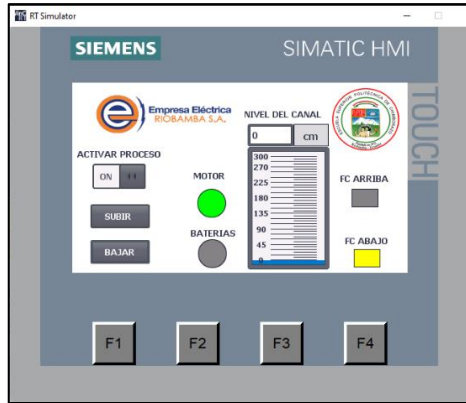 RT Simulator
SIEMENS
SIMATIC HMI
TOUCH
Empresa Eléctrica
RIOBAMBA S.A.
NIVEL DEL CANAL
0 cm
ACTIVAR PROCESO
ON
MOTOR
SUBIR
BATERIAS
BAJAR
300
270
225
180
135
90
45
0
FC ARRIBA
FC ABAJO
F1
F2
F3
F4